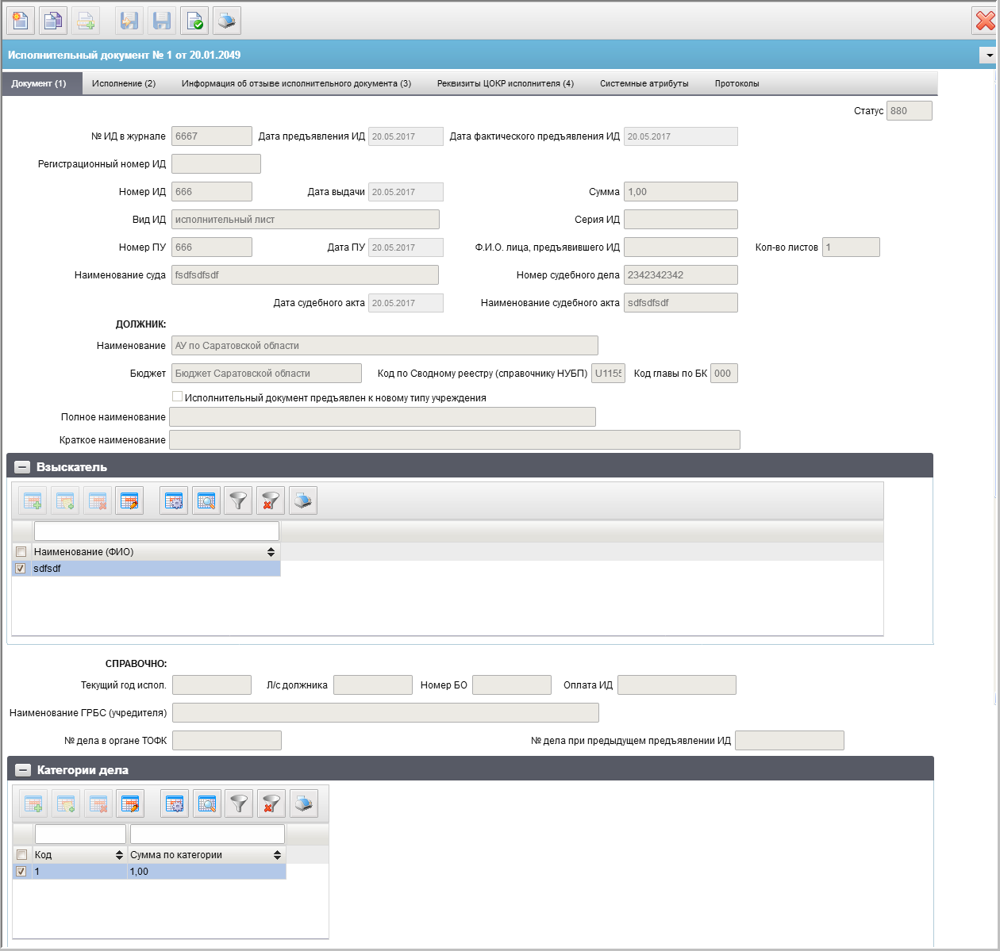 Исполнительный документ № 1 от 20.01.2049
Документ (1) Исполнение (2) Информация об отзыве исполнительного документа (3) Реквизиты ЦОКР исполнителя (4) Системные атрибуты Протоколы
Статус 880
№ ИД в журнале 6667 Дата предъявления ИД 20.05.2017 Дата фактического предъявления ИД 20.05.2017
Регистрационный номер ИД
Номер ИД 666 Дата выдачи 20.05.2017 Сумма 1,00
Вид ИД исполнительный лист Серия ИД
Номер ПУ 666 Дата ПУ 20.05.2017 Ф.И.О. лица, предъявившего ИД Кол-во листов 1
Наименование суда fsdfsdfsdf Номер судебного дела 2342342342
Дата судебного акта 20.05.2017 Наименование судебного акта sdfsdfsdf
ДОЛЖНИК:
Наименование АУ по Саратовской области
Бюджет Бюджет Саратовской области Код по Сводному реестру (справочнику НУБП) U1155 Код главы по БК 000
Исполнительный документ предъявлен к новому типу учреждения
Полное наименование
Краткое наименование
Взыскатель
Наименование (ФИО)
sdfsdf
СПРАВОЧНО:
Текущий год испол. Л/с должника Номер БО Оплата ИД
Наименование ГРБС (учредителя)
№ дела в органе ТОФК № дела при предыдущем предъявлении ИД
Категории дела
Код Сумма по категории
1 1,00